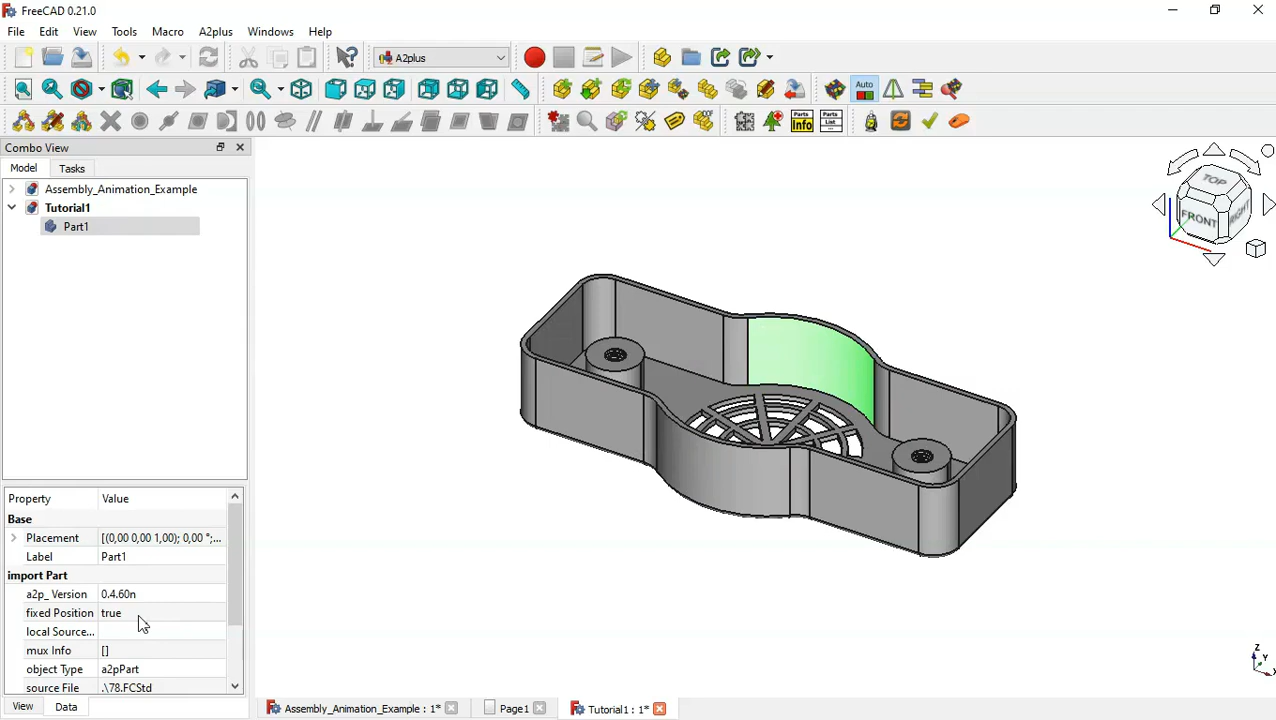 FreeCAD 0.21.0
File Edit View Tools Macro A2plus Windows Help
A2plus
Auto
Parts Info
Parts List
Combo View
Model Tasks
Assembly_Animation_Example
Tutorial1
Part1
TOP
FRONT
RIGHT
Property Value
Base
Placement [(0,00 0,00 1,00); 0,00 °;...
Label Part1
import Part
a2p_ Version 0.4.60n
fixed Position true
local Source...
mux Info []
object Type a2pPart
source File .\78.FCStd
Z
Y
X
View Data
Assembly_Animation_Example : 1*
Page1
Tutorial1 : 1*